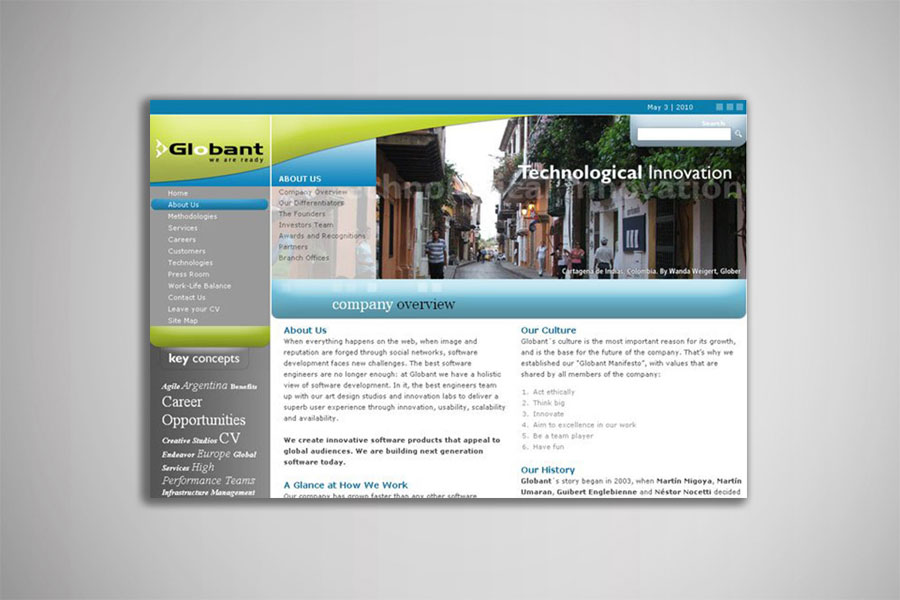 May 3 | 2010
Search
Globant
we are ready
Technological Innovation
Technological Innovation
Cartagena de Indias, Colombia. By Wanda Weigert, Glober
Home
About Us
Methodologies
Services
Careers
Customers
Technologies
Press Room
Work-Life Balance
Contact Us
Leave your CV
Site Map
ABOUT US
Company Overview
Our Differentiators
The Founders
Investors Team
Awards and Recognitions
Partners
Branch Offices
company overview
key concepts
Agile Argentina Benefits
Career
Opportunities
Creative Studios CV
Endeavor Europe Global
Services High
Performance Teams
Infrastructure Management
About Us
When everything happens on the web, when image and
reputation are forged through social networks, software
development faces new challenges. The best software
engineers are no longer enough: at Globant we have a holistic
view of software development. In it, the best engineers team
up with our art design studios and innovation labs to deliver a
superb user experience through innovation, usability, scalability
and availability.
We create innovative software products that appeal to
global audiences. We are building next generation
software today.
A Glance at How We Work
Our company has grown faster than any other software
Our Culture
Globant´s culture is the most important reason for its growth,
and is the base for the future of the company. That's why we
established our "Globant Manifesto", with values that are
shared by all members of the company:
1. Act ethically
2. Think big
3. Innovate
4. Aim to excellence in our work
5. Be a team player
6. Have fun
Our History
Globant´s story began in 2003, when Martín Migoya, Martín
Umaran, Guibert Englebienne and Néstor Nocetti decided